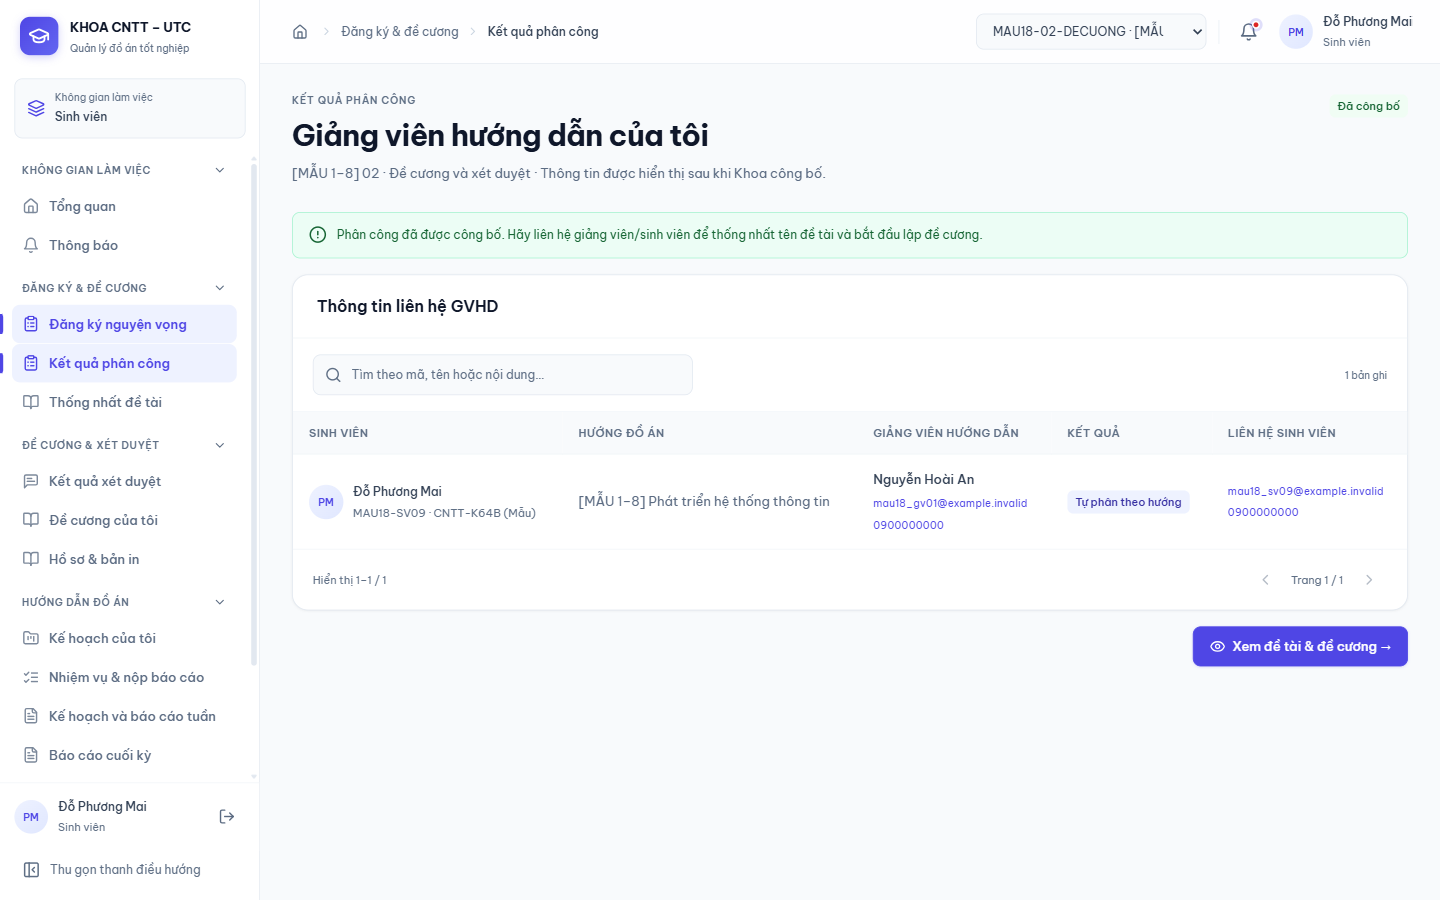 KHOA CNTT – UTC
Quản lý đồ án tốt nghiệp
Không gian làm việc
Sinh viên
KHÔNG GIAN LÀM VIỆC
Tổng quan
Thông báo
ĐĂNG KÝ & ĐỀ CƯƠNG
Đăng ký nguyện vọng
Kết quả phân công
Thống nhất đề tài
ĐỀ CƯƠNG & XÉT DUYỆT
Kết quả xét duyệt
Đề cương của tôi
Hồ sơ & bản in
HƯỚNG DẪN ĐỒ ÁN
Kế hoạch của tôi
Nhiệm vụ & nộp báo cáo
Kế hoạch và báo cáo tuần
Báo cáo cuối kỳ
PM
Đỗ Phương Mai
Sinh viên
Thu gọn thanh điều hướng
Đăng ký & đề cương
Kết quả phân công
MAU18-02-DECUONG · [MẪU
PM
Đỗ Phương Mai
Sinh viên
KẾT QUẢ PHÂN CÔNG
Đã công bố
Giảng viên hướng dẫn của tôi
[MẪU 1–8] 02 · Đề cương và xét duyệt · Thông tin được hiển thị sau khi Khoa công bố.
Phân công đã được công bố. Hãy liên hệ giảng viên/sinh viên để thống nhất tên đề tài và bắt đầu lập đề cương.
Thông tin liên hệ GVHD
Tìm theo mã, tên hoặc nội dung...
1 bản ghi
SINH VIÊN HƯỚNG ĐỒ ÁN GIẢNG VIÊN HƯỚNG DẪN KẾT QUẢ LIÊN HỆ SINH VIÊN
PM
Đỗ Phương Mai
MAU18-SV09 · CNTT-K64B (Mẫu)
[MẪU 1–8] Phát triển hệ thống thông tin
Nguyễn Hoài An
mau18_gv01@example.invalid
0900000000
Tự phân theo hướng
mau18_sv09@example.invalid
0900000000
Hiển thị 1–1 / 1
Trang 1 / 1
Xem đề tài & đề cương →